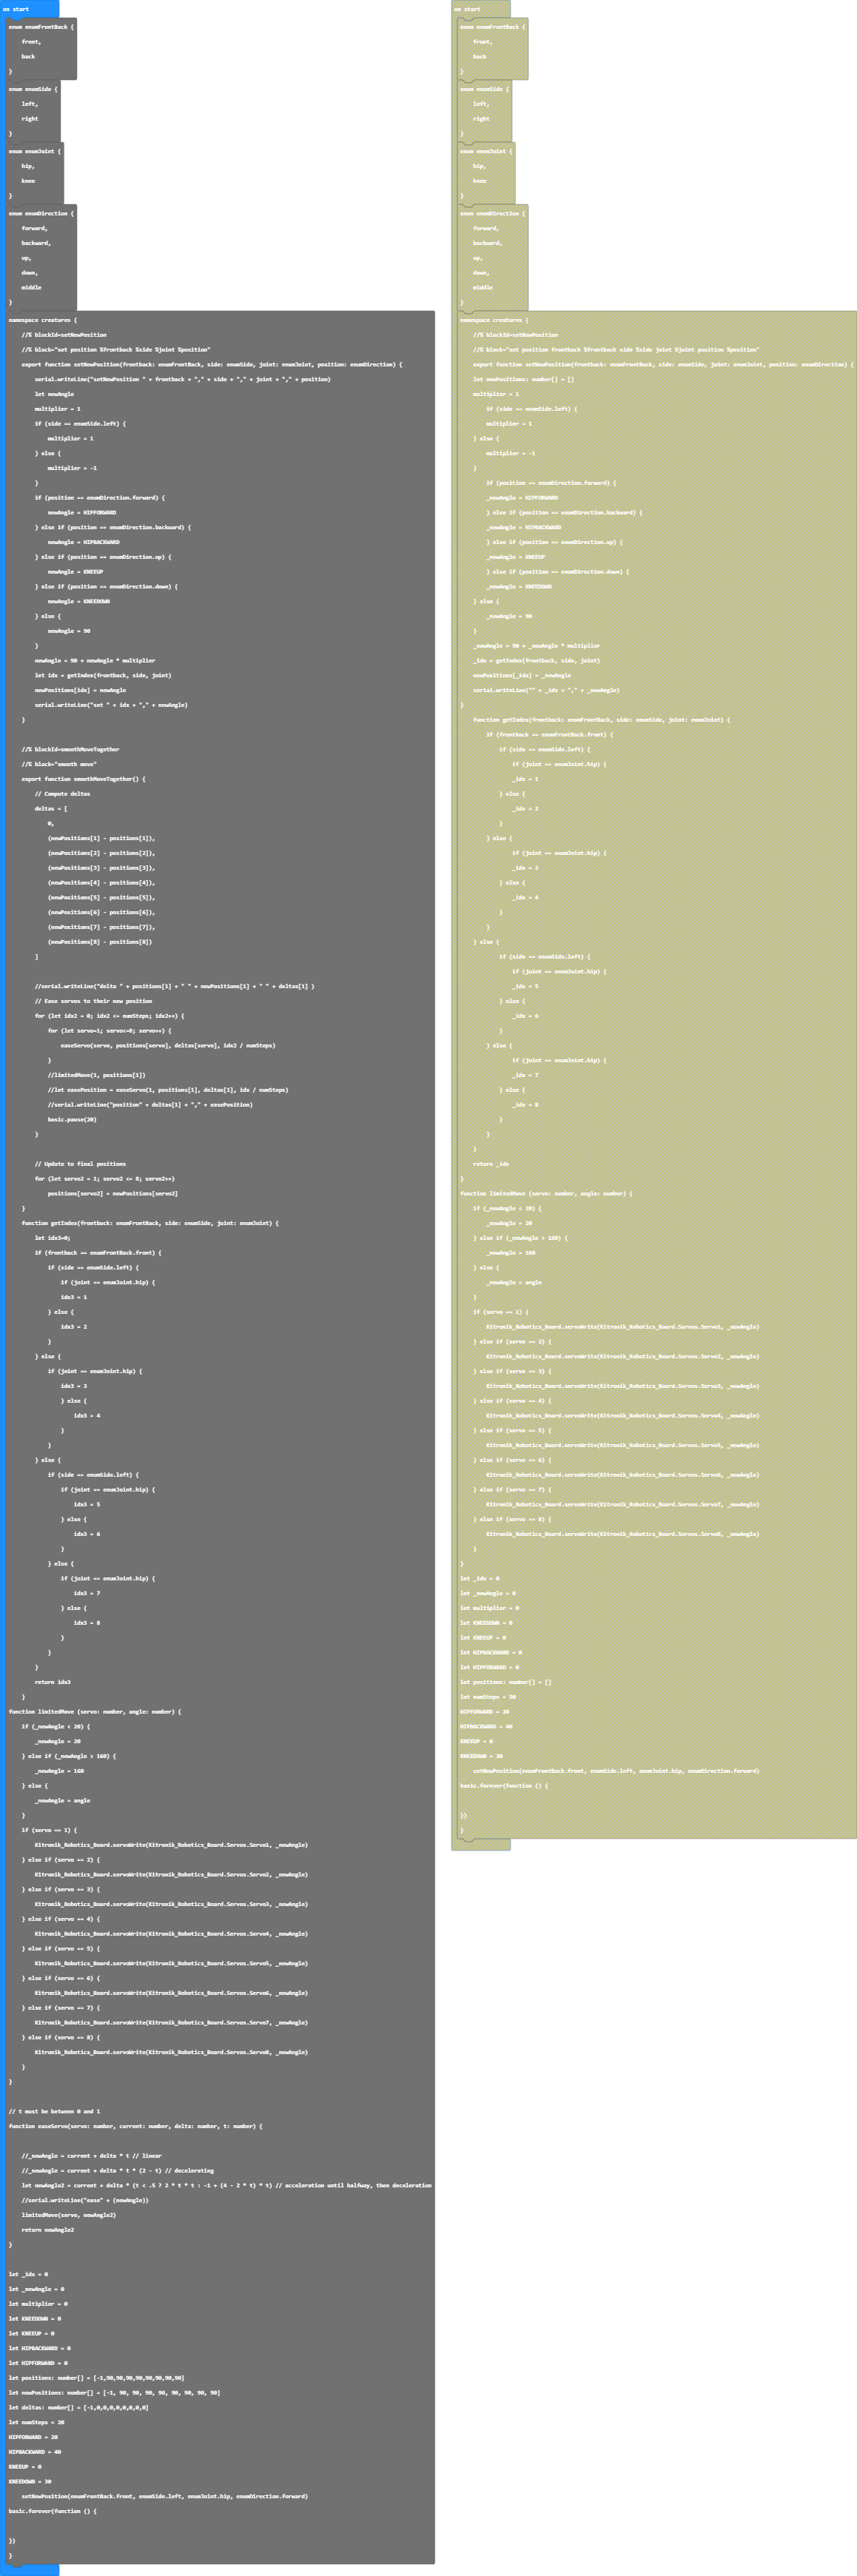 on start
enum enumFrontBack {
front,
back
}
enum enumSide {
left,
right
}
enum enumJoint {
hip,
knee
}
enum enumDirection {
forward,
backward,
up,
down,
middle
}
namespace creatures {
//% blockId=setNewPosition
//% block="set position %frontback %side %joint %position"
export function setNewPosition(frontback: enumFrontBack, side: enumSide, joint: enumJoint, position: enumDirection) {
serial.writeLine("setNewPosition " + frontback + "," + side + "," + joint + "," + position)
let newAngle
multiplier = 1
if (side == enumSide.left) {
multiplier = 1
} else {
multiplier = -1
}
if (position == enumDirection.forward) {
newAngle = HIPFORWARD
} else if (position == enumDirection.backward) {
newAngle = HIPBACKWARD
} else if (position == enumDirection.up) {
newAngle = KNEEUP
} else if (position == enumDirection.down) {
newAngle = KNEEDOWN
} else {
newAngle = 90
}
newAngle = 90 + newAngle * multiplier
let idx = getIndex(frontback, side, joint)
newPositions[idx] = newAngle
serial.writeLine("set " + idx + "," + newAngle)
}
//% blockId=smoothMoveTogether
//% block="smooth move"
export function smoothMoveTogether() {
// Compute deltas
deltas = [
0,
(newPositions[1] - positions[1]),
(newPositions[2] - positions[2]),
(newPositions[3] - positions[3]),
(newPositions[4] - positions[4]),
(newPositions[5] - positions[5]),
(newPositions[6] - positions[6]),
(newPositions[7] - positions[7]),
(newPositions[8] - positions[8])
]
//serial.writeLine("delta " + positions[1] + " " + newPositions[1] + " " + deltas[1] )
// Ease servos to their new position
for (let idx2 = 0; idx2 <= numSteps; idx2++) {
for (let servo=1; servo<=8; servo++) {
easeServo(servo, positions[servo], deltas[servo], idx2 / numSteps)
}
//limitedMove(1, positions[1])
//let easePosition = easeServo(1, positions[1], deltas[1], idx / numSteps)
//serial.writeLine("position" + deltas[1] + "," + easePosition)
basic.pause(20)
}
// Update to final positions
for (let servo2 = 1; servo2 <= 8; servo2++)
positions[servo2] = newPositions[servo2]
}
function getIndex(frontback: enumFrontBack, side: enumSide, joint: enumJoint) {
let idx3=0;
if (frontback == enumFrontBack.front) {
if (side == enumSide.left) {
if (joint == enumJoint.hip) {
idx3 = 1
} else {
idx3 = 2
}
} else {
if (joint == enumJoint.hip) {
idx3 = 3
} else {
idx3 = 4
}
}
} else {
if (side == enumSide.left) {
if (joint == enumJoint.hip) {
idx3 = 5
} else {
idx3 = 6
}
} else {
if (joint == enumJoint.hip) {
idx3 = 7
} else {
idx3 = 8
}
}
}
return idx3
}
function limitedMove (servo: number, angle: number) {
if (_newAngle < 20) {
_newAngle = 20
} else if (_newAngle > 160) {
_newAngle = 160
} else {
_newAngle = angle
}
if (servo == 1) {
Kitronik_Robotics_Board.servoWrite(Kitronik_Robotics_Board.Servos.Servo1, _newAngle)
} else if (servo == 2) {
Kitronik_Robotics_Board.servoWrite(Kitronik_Robotics_Board.Servos.Servo2, _newAngle)
} else if (servo == 3) {
Kitronik_Robotics_Board.servoWrite(Kitronik_Robotics_Board.Servos.Servo3, _newAngle)
} else if (servo == 4) {
Kitronik_Robotics_Board.servoWrite(Kitronik_Robotics_Board.Servos.Servo4, _newAngle)
} else if (servo == 5) {
Kitronik_Robotics_Board.servoWrite(Kitronik_Robotics_Board.Servos.Servo5, _newAngle)
} else if (servo == 6) {
Kitronik_Robotics_Board.servoWrite(Kitronik_Robotics_Board.Servos.Servo6, _newAngle)
} else if (servo == 7) {
Kitronik_Robotics_Board.servoWrite(Kitronik_Robotics_Board.Servos.Servo7, _newAngle)
} else if (servo == 8) {
Kitronik_Robotics_Board.servoWrite(Kitronik_Robotics_Board.Servos.Servo8, _newAngle)
}
}
// t must be between 0 and 1
function easeServo(servo: number, current: number, delta: number, t: number) {
//_newAngle = current + delta * t // linear
//_newAngle = current + delta * t * (2 - t) // decelerating
let newAngle2 = current + delta * (t < .5 ? 2 * t * t : -1 + (4 - 2 * t) * t) // acceleration until halfway, then deceleration
//serial.writeLine("ease" + (newAngle))
limitedMove(servo, newAngle2)
return newAngle2
}
let _idx = 0
let _newAngle = 0
let multiplier = 0
let KNEEDOWN = 0
let KNEEUP = 0
let HIPBACKWARD = 0
let HIPFORWARD = 0
let positions: number[] = [-1,90,90,90,90,90,90,90,90]
let newPositions: number[] = [-1, 90, 90, 90, 90, 90, 90, 90, 90]
let deltas: number[] = [-1,0,0,0,0,0,0,0,0]
let numSteps = 20
HIPFORWARD = 20
HIPBACKWARD = 40
KNEEUP = 0
KNEEDOWN = 30
setNewPosition(enumFrontBack.front, enumSide.left, enumJoint.hip, enumDirection.forward)
basic.forever(function () {
})
}
on start
enum enumFrontBack {
front,
back
}
enum enumSide {
left,
right
}
enum enumJoint {
hip,
knee
}
enum enumDirection {
forward,
backward,
up,
down,
middle
}
namespace creatures {
//% blockId=setNewPosition
//% block="set position frontback %frontback side %side joint %joint position %position"
export function setNewPosition(frontback: enumFrontBack, side: enumSide, joint: enumJoint, position: enumDirection) {
let newPositions: number[] = []
multiplier = 1
if (side == enumSide.left) {
multiplier = 1
} else {
multiplier = -1
}
if (position == enumDirection.forward) {
_newAngle = HIPFORWARD
} else if (position == enumDirection.backward) {
_newAngle = HIPBACKWARD
} else if (position == enumDirection.up) {
_newAngle = KNEEUP
} else if (position == enumDirection.down) {
_newAngle = KNEEDOWN
} else {
_newAngle = 90
}
_newAngle = 90 + _newAngle * multiplier
_idx = getIndex(frontback, side, joint)
newPositions[_idx] = _newAngle
serial.writeLine("" + _idx + "," + _newAngle)
}
function getIndex(frontback: enumFrontBack, side: enumSide, joint: enumJoint) {
if (frontback == enumFrontBack.front) {
if (side == enumSide.left) {
if (joint == enumJoint.hip) {
_idx = 1
} else {
_idx = 2
}
} else {
if (joint == enumJoint.hip) {
_idx = 3
} else {
_idx = 4
}
}
} else {
if (side == enumSide.left) {
if (joint == enumJoint.hip) {
_idx = 5
} else {
_idx = 6
}
} else {
if (joint == enumJoint.hip) {
_idx = 7
} else {
_idx = 8
}
}
}
return _idx
}
function limitedMove (servo: number, angle: number) {
if (_newAngle < 20) {
_newAngle = 20
} else if (_newAngle > 160) {
_newAngle = 160
} else {
_newAngle = angle
}
if (servo == 1) {
Kitronik_Robotics_Board.servoWrite(Kitronik_Robotics_Board.Servos.Servo1, _newAngle)
} else if (servo == 2) {
Kitronik_Robotics_Board.servoWrite(Kitronik_Robotics_Board.Servos.Servo2, _newAngle)
} else if (servo == 3) {
Kitronik_Robotics_Board.servoWrite(Kitronik_Robotics_Board.Servos.Servo3, _newAngle)
} else if (servo == 4) {
Kitronik_Robotics_Board.servoWrite(Kitronik_Robotics_Board.Servos.Servo4, _newAngle)
} else if (servo == 5) {
Kitronik_Robotics_Board.servoWrite(Kitronik_Robotics_Board.Servos.Servo5, _newAngle)
} else if (servo == 6) {
Kitronik_Robotics_Board.servoWrite(Kitronik_Robotics_Board.Servos.Servo6, _newAngle)
} else if (servo == 7) {
Kitronik_Robotics_Board.servoWrite(Kitronik_Robotics_Board.Servos.Servo7, _newAngle)
} else if (servo == 8) {
Kitronik_Robotics_Board.servoWrite(Kitronik_Robotics_Board.Servos.Servo8, _newAngle)
}
}
let _idx = 0
let _newAngle = 0
let multiplier = 0
let KNEEDOWN = 0
let KNEEUP = 0
let HIPBACKWARD = 0
let HIPFORWARD = 0
let positions: number[] = []
let numSteps = 50
HIPFORWARD = 20
HIPBACKWARD = 40
KNEEUP = 0
KNEEDOWN = 30
setNewPosition(enumFrontBack.front, enumSide.left, enumJoint.hip, enumDirection.forward)
basic.forever(function () {
})
}